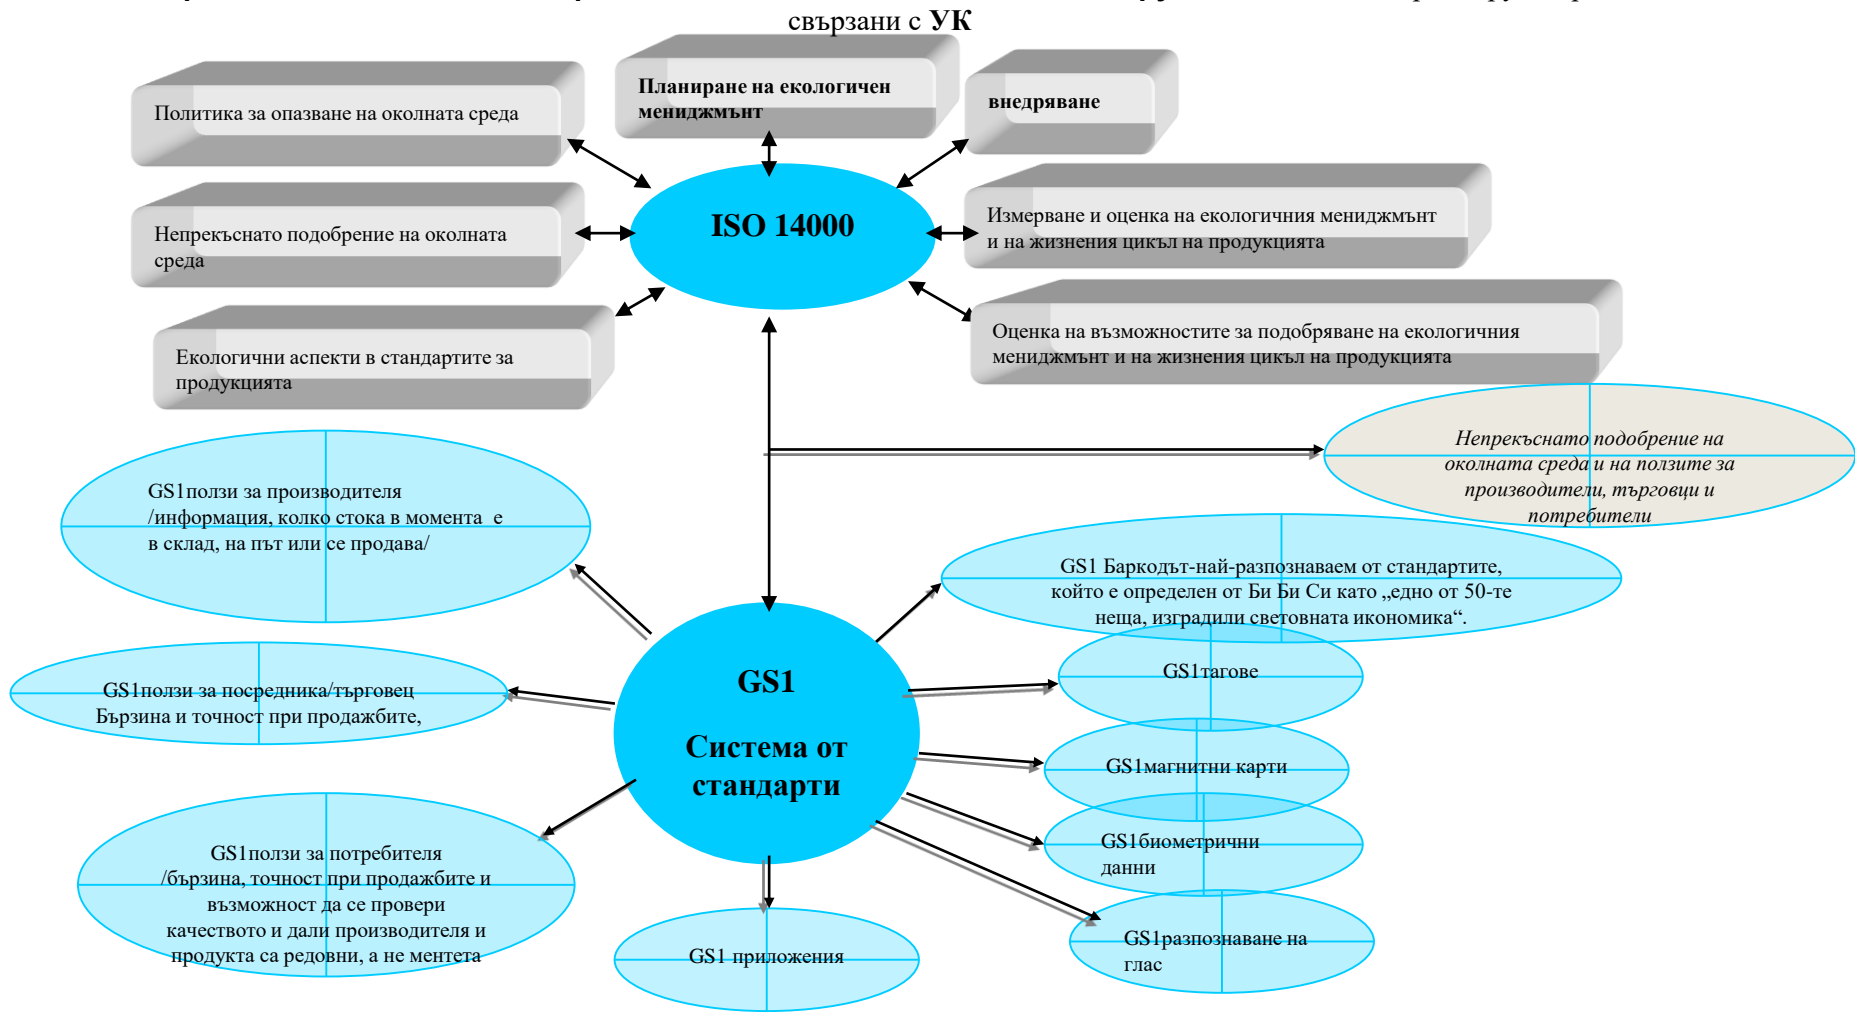 свързани с УК
Политика за опазване на околната среда
Планиране на екологичен
мениджмънт
внедряване
Непрекъснато подобрение на околната
среда
ISO 14000
Измерване и оценка на екологичния мениджмънт
и на жизнения цикъл на продукцията
Екологични аспекти в стандартите за
продукцията
Оценка на възможностите за подобряване на екологичния
мениджмънт и на жизнения цикъл на продукцията
Непрекъснато подобрение на
околната среда и на ползите за
производители, търговци и
потребители
GS1ползи за производителя
/информация, колко стока в момента е
в склад, на път или се продава/
GS1 Баркодът-най-разпознаваем от стандартите,
който е определен от Би Би Си като „едно от 50-те
неща, изградили световната икономика“.
GS1ползи за посредника/търговец
Бързина и точност при продажбите,
GS1
Система от
стандарти
GS1тагове
GS1магнитни карти
GS1биометрични
данни
GS1разпознаване на
глас
GS1ползи за потребителя
/бързина, точност при продажбите и
възможност да се провери
качеството и дали производителя и
продукта са редовни, а не ментета
GS1 приложения